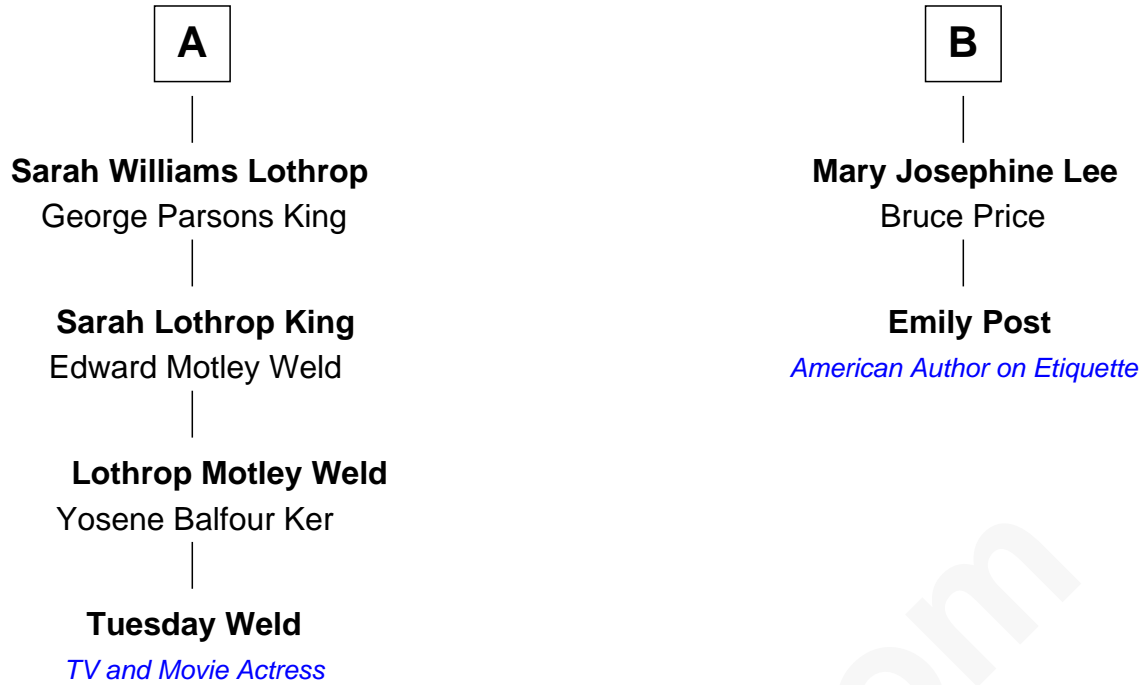 A
Sarah Williams Lothrop
George Parsons King
Sarah Lothrop King
Edward Motley Weld
Lothrop Motley Weld
Yosene Balfour Ker
Tuesday Weld
TV and Movie Actress
B
Mary Josephine Lee
Bruce Price
Emily Post
American Author on Etiquette
om